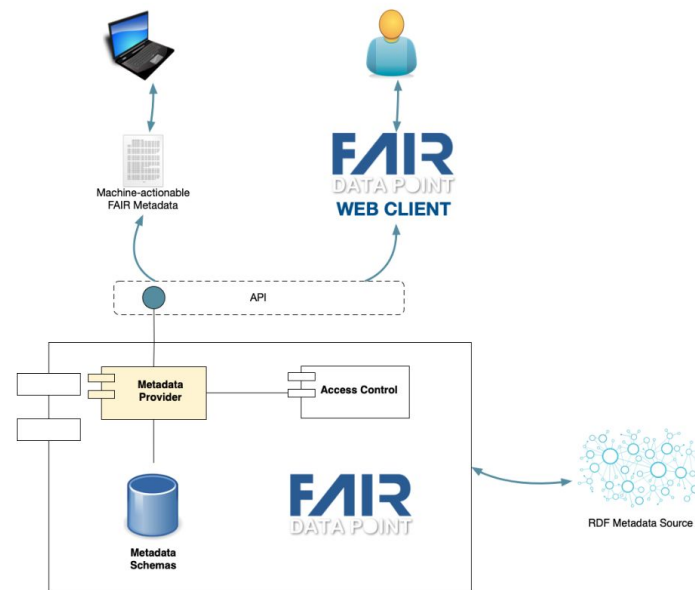 Machine-actionable
FAIR Metadata
FAIR
DATA POINT
WEB CLIENT
API
Metadata
Provider
Access Control
Metadata
Schemas
FAIR
DATA POINT
RDF Metadata Source